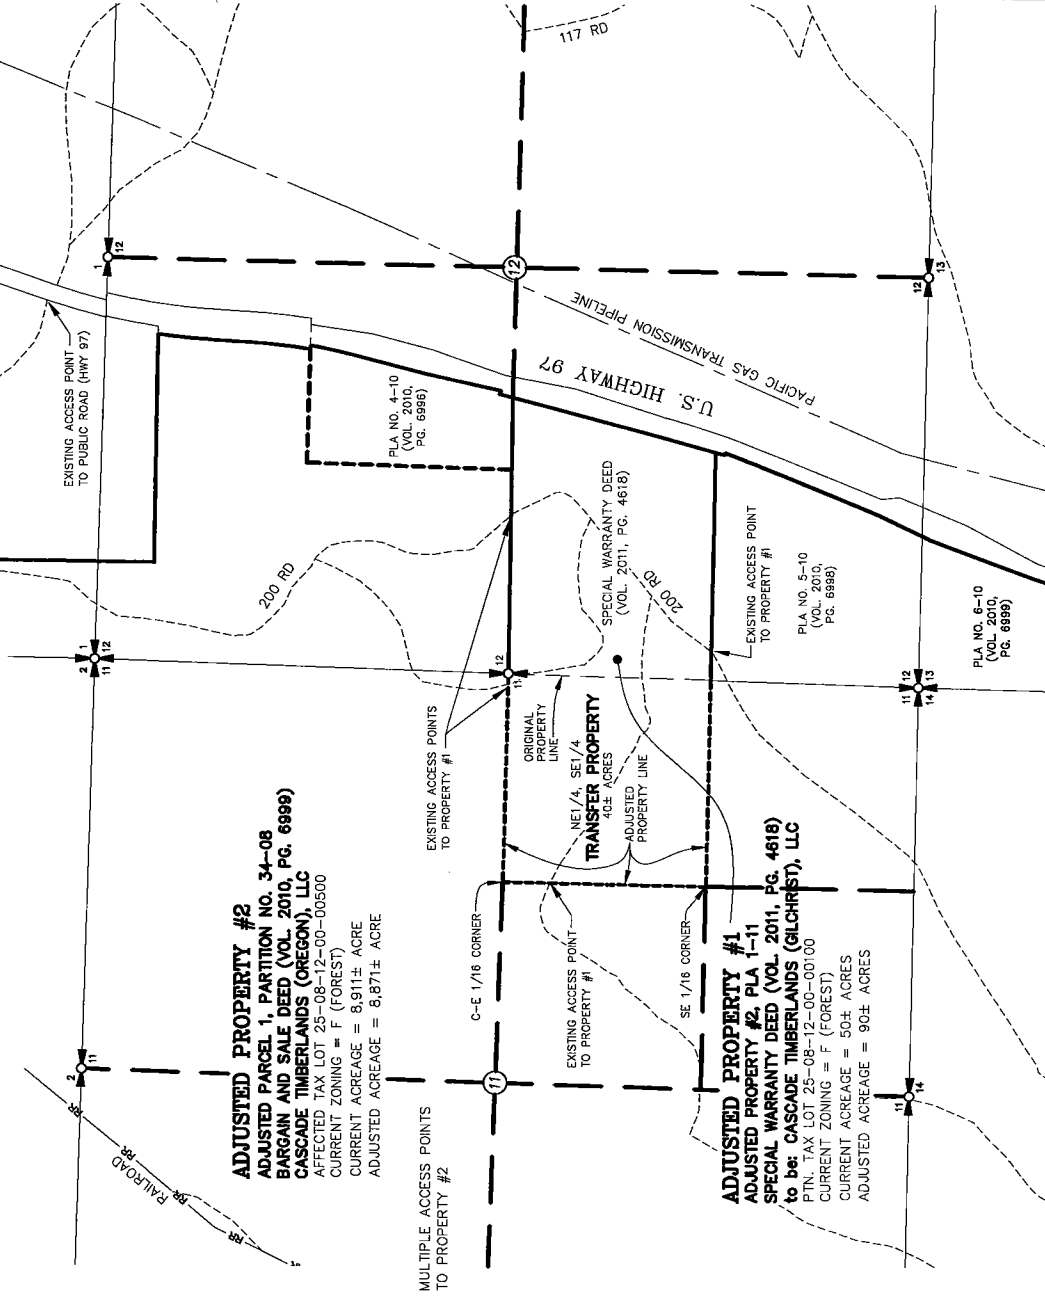 117 RD
EXISTING ACCESS POINT
TO PUBLIC ROAD (HWY 97)
1
12
12
12
13
PACIFIC GAS TRANSMISSION PIPELINE
U.S. HIGHWAY 97
PLA NO. 4-10
(VOL. 2010,
PG. 6996)
200 RD
SPECIAL WARRANTY DEED
(VOL. 2011, PG. 4618)
200 RD
EXISTING ACCESS POINT
TO PROPERTY #1
PLA NO. 5-10
(VOL. 2010,
PG. 6998)
PLA NO. 6-10
(VOL. 2010,
PG. 6999)
2
1
11
12
12
11
11
12
14
13
EXISTING ACCESS POINTS
TO PROPERTY #1
ORIGINAL
PROPERTY
LINE
NE1/4, SE1/4
TRANSFER PROPERTY
40± ACRES
ADJUSTED
PROPERTY LINE
C-E 1/16 CORNER
SE 1/16 CORNER
EXISTING ACCESS POINT
TO PROPERTY #1
ADJUSTED PROPERTY #2
ADJUSTED PARCEL 1, PARTITION NO. 34-08
BARGAIN AND SALE DEED (VOL. 2010, PG. 6999)
CASCADE TIMBERLANDS (OREGON), LLC
AFFECTED TAX LOT 25-08-12-00-00500
CURRENT ZONING = F (FOREST)
CURRENT ACREAGE = 8,911± ACRE
ADJUSTED ACREAGE = 8,871± ACRE
ADJUSTED PROPERTY #1
ADJUSTED PROPERTY #2, PLA 1-11
SPECIAL WARRANTY DEED (VOL. 2011, PG. 4618)
to be: CASCADE TIMBERLANDS (GILCHRIST), LLC
PTN. TAX LOT 25-08-12-00-00100
CURRENT ZONING = F (FOREST)
CURRENT ACREAGE = 50± ACRES
ADJUSTED ACREAGE = 90± ACRES
2
11
11
11
14
MULTIPLE ACCESS POINTS
TO PROPERTY #2
RAILROAD
RR
RR
RR
RR